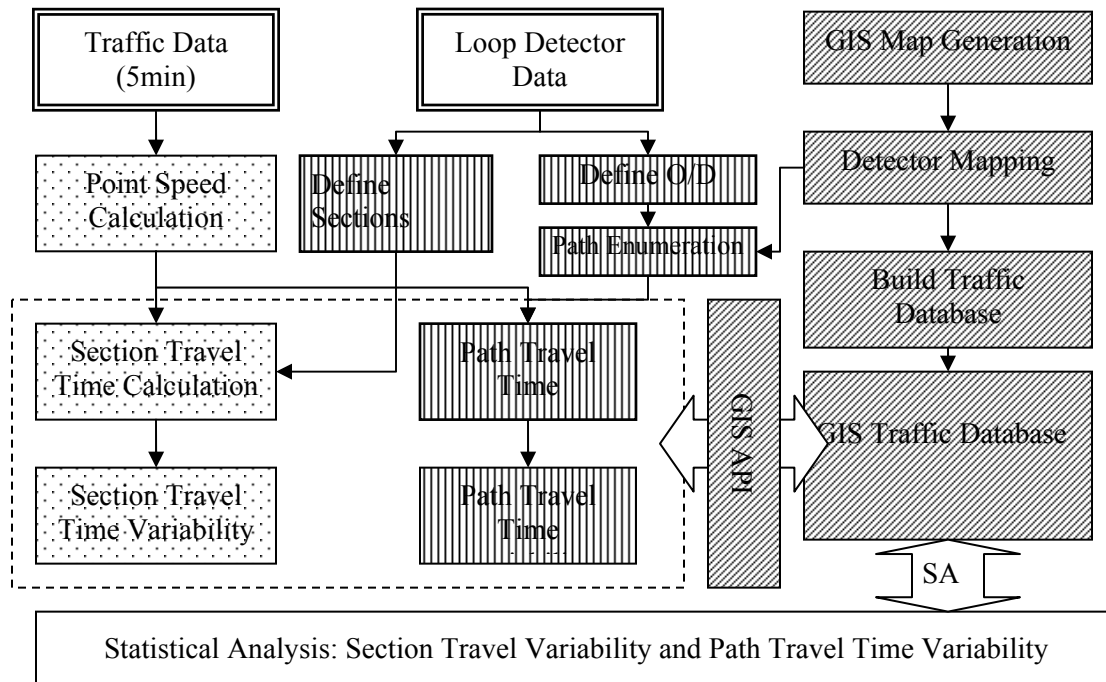 Traffic Data
(5min)
Loop Detector
Data
GIS Map Generation
Point Speed
Calculation
Define
Sections
Define O/D
Path Enumeration
Detector Mapping
Build Traffic
Database
Section Travel
Time Calculation
Path Travel
Time
GIS API
GIS Traffic Database
Section Travel
Time Variability
Path Travel
Time
SA
Statistical Analysis: Section Travel Variability and Path Travel Time Variability